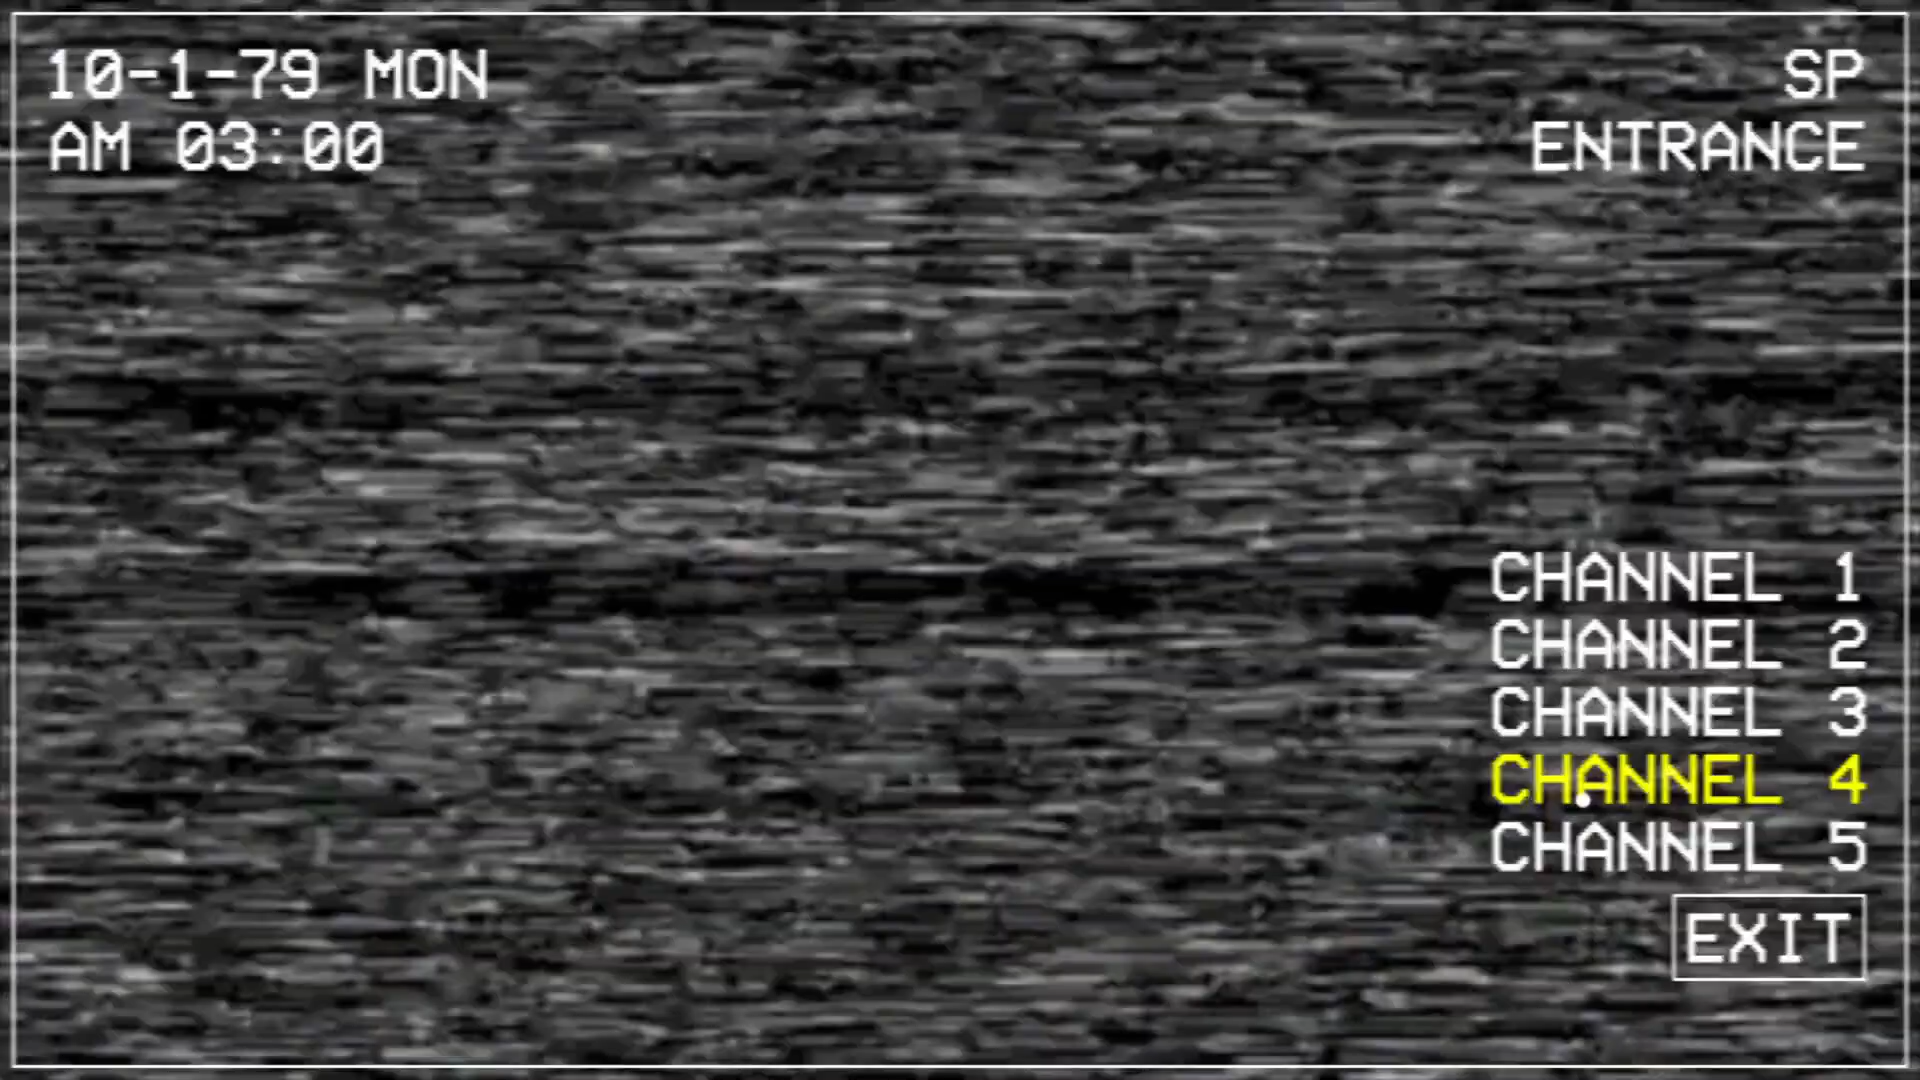 10-1-79 MON
AM 03:00
SP
ENTRANCE
CHANNEL 1
CHANNEL 2
CHANNEL 3
CHANNEL 4
CHANNEL 5
EXIT